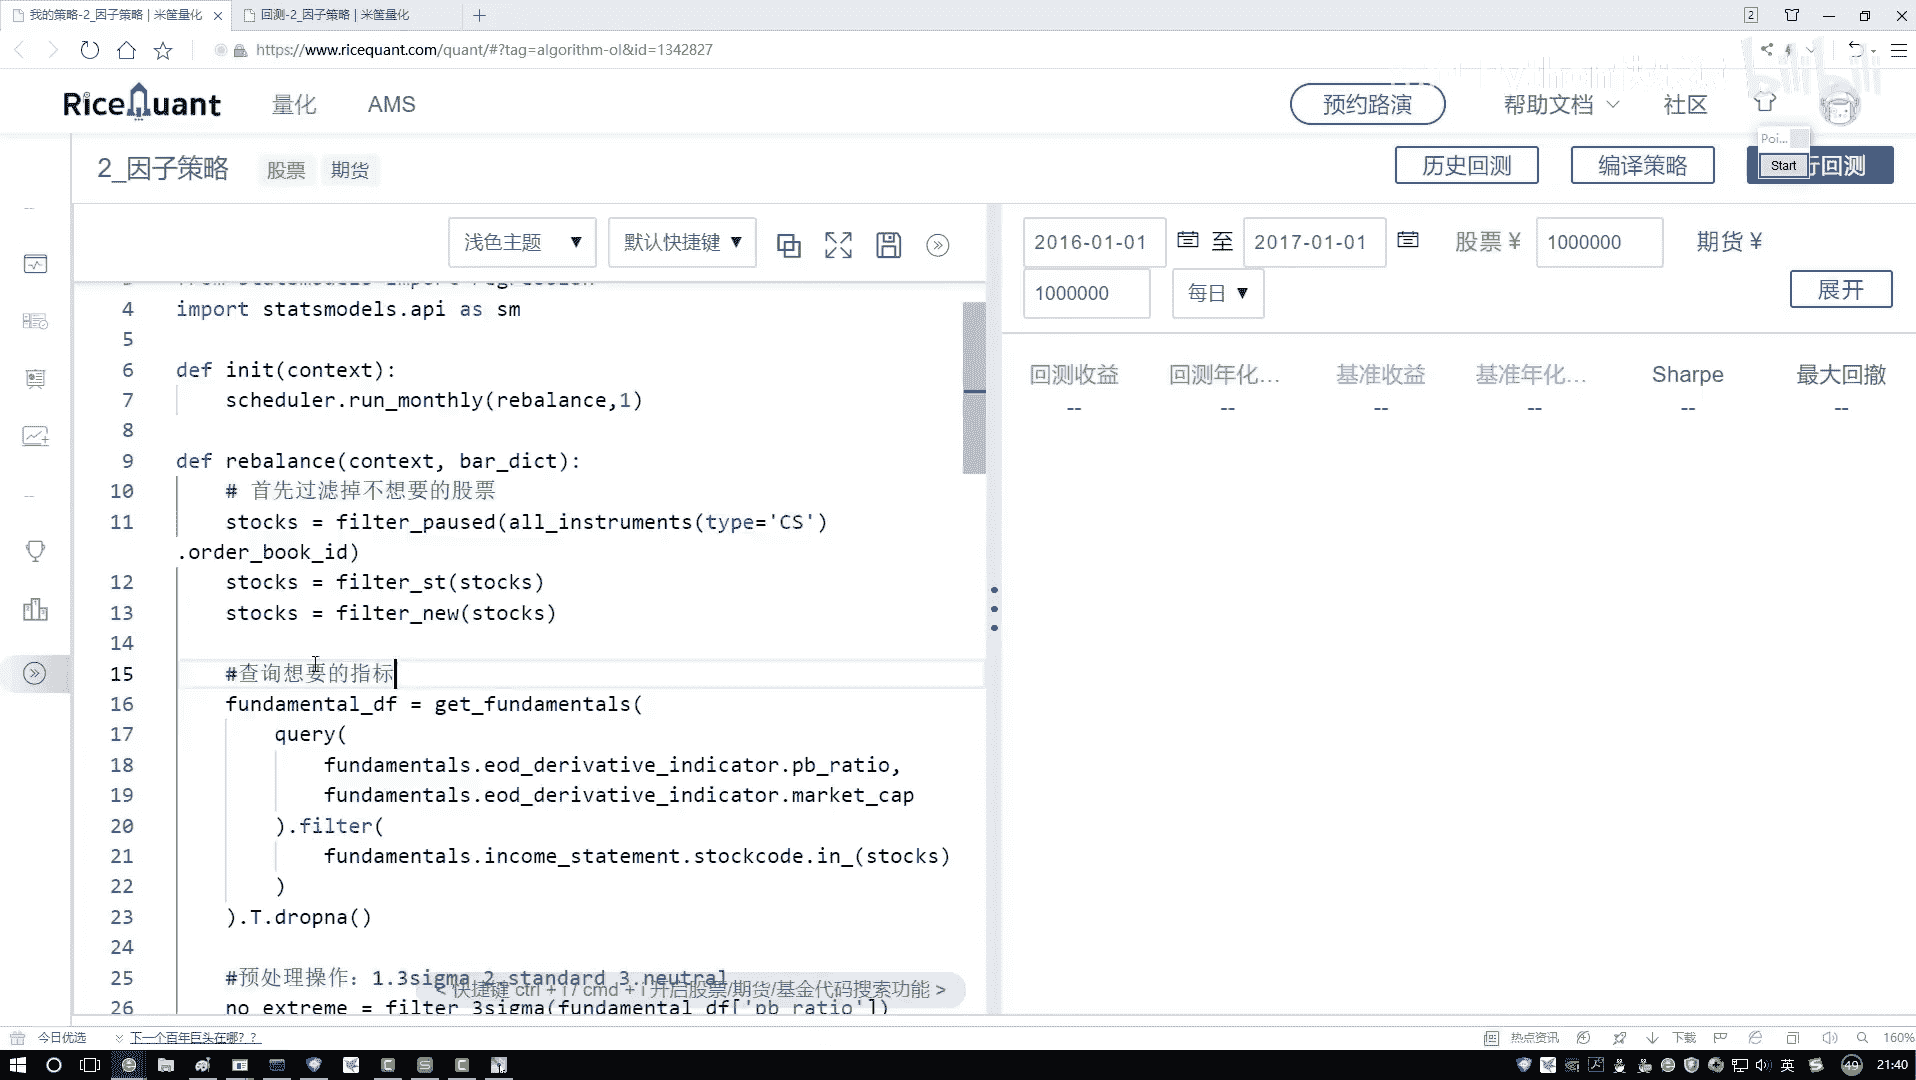 我的策略-2_因子策略 | 米筐量化
回测-2_因子策略 | 米筐量化
2
https://www.ricequant.com/quant/#?tag=algorithm-ol&id=1342827
RiceQuant
量化
AMS
预约路演
帮助文档
社区
2_因子策略
股票
期货
历史回测
编译策略
行回测
Poi...
Start
浅色主题 ▼
默认快捷键 ▼
2016-01-01
至
2017-01-01
股票 ¥
1000000
期货 ¥
1000000
每日 ▼
展开
回测收益
回测年化...
基准收益
基准年化...
Sharpe
最大回撤
--
--
--
--
--
--
3 from statsmodels import regression
4 import statsmodels.api as sm
5
6 def init(context):
7 scheduler.run_monthly(rebalance,1)
8
9 def rebalance(context, bar_dict):
10 # 首先过滤掉不想要的股票
11 stocks = filter_paused(all_instruments(type='CS')
.order_book_id)
12 stocks = filter_st(stocks)
13 stocks = filter_new(stocks)
14
15 #查询想要的指标
16 fundamental_df = get_fundamentals(
17 query(
18 fundamentals.eod_derivative_indicator.pb_ratio,
19 fundamentals.eod_derivative_indicator.market_cap
20 ).filter(
21 fundamentals.income_statement.stockcode.in_(stocks)
22 )
23 ).T.dropna()
24
25 #预处理操作：1.3sigma 2.standard 3.neutral
26 no_extreme = filter_3sigma(fundamental_df['pb_ratio'])
< 快捷键 ctrl + i / cmd + i 开启股票/期货/基金代码搜索功能 >
今日优选
下一个百年巨头在哪？？
热点资讯
下载
160%
英
49
21:40